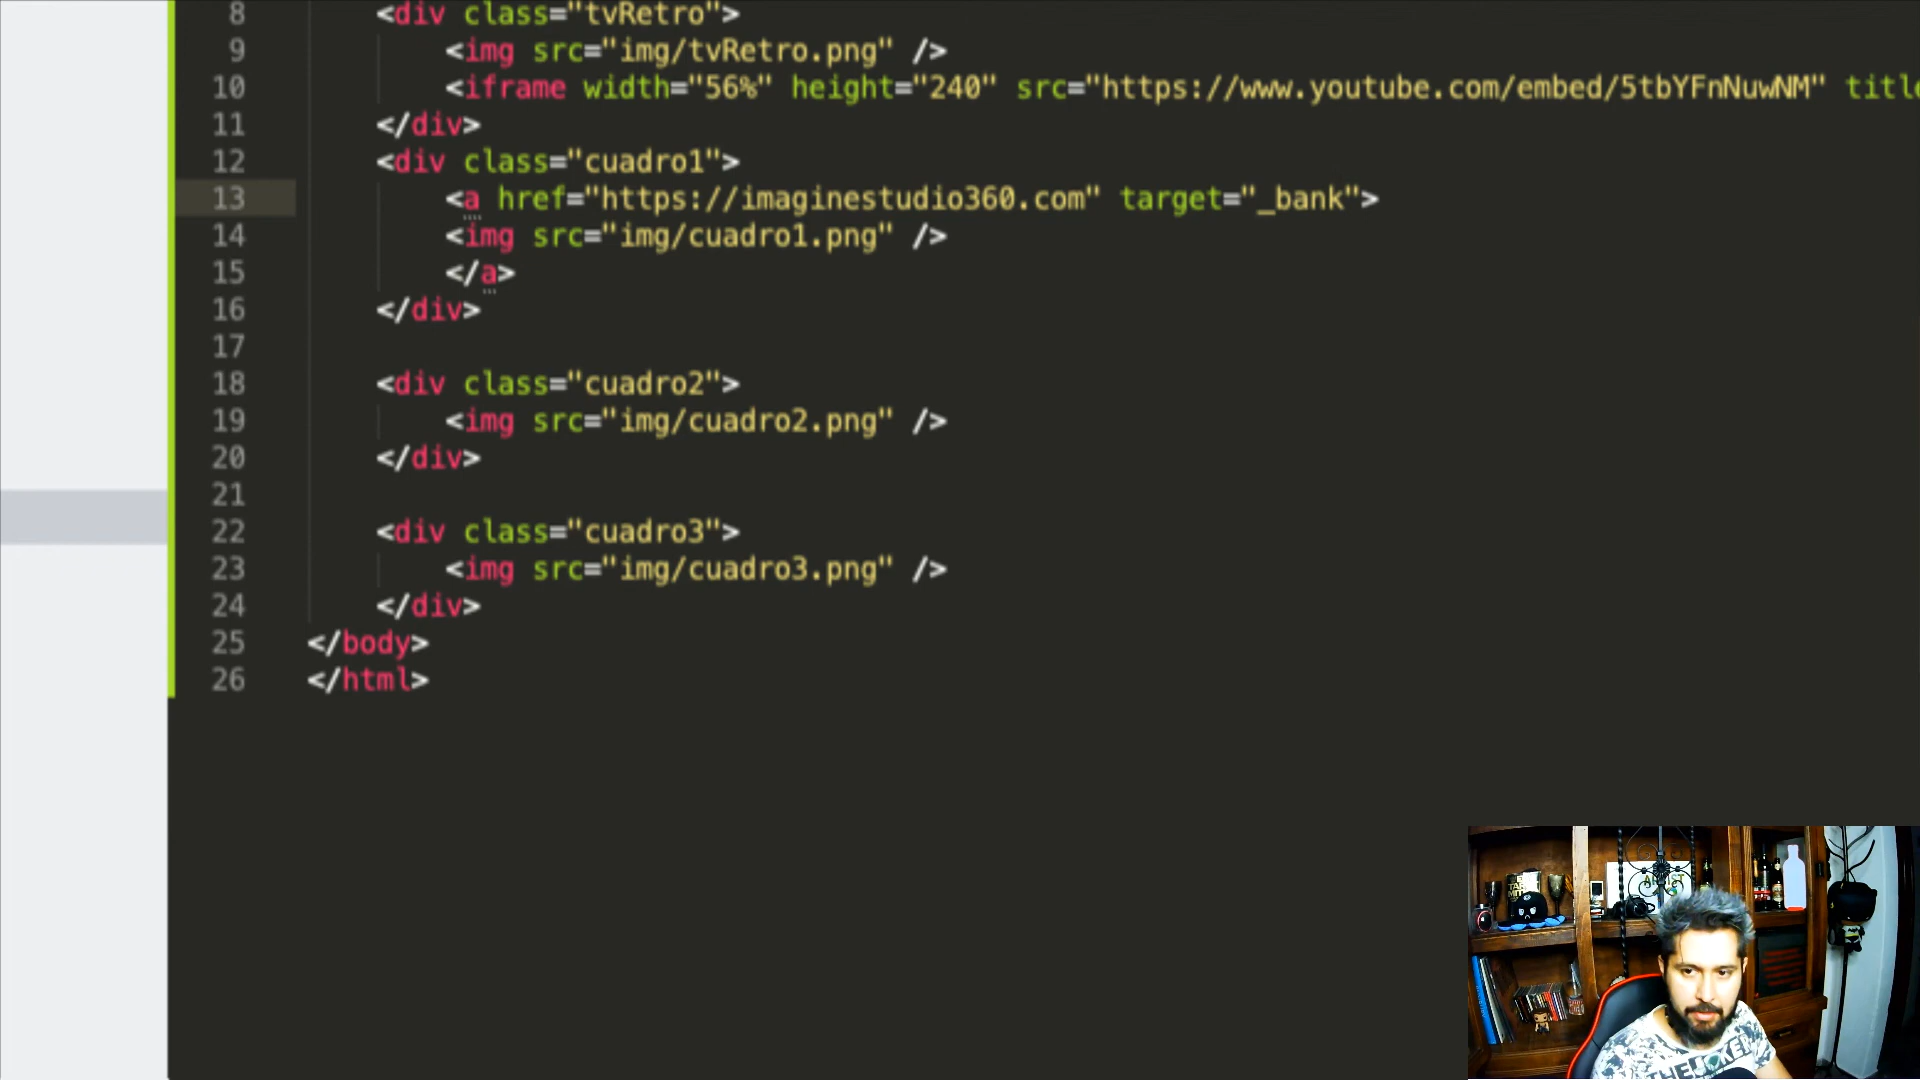 8 <div class="tvRetro">
9 <img src="img/tvRetro.png" />
10 <iframe width="56%" height="240" src="https://www.youtube.com/embed/5tbYFnNuwNM" title
11 </div>
12 <div class="cuadro1">
13 <a href="https://imaginestudio360.com" target="_bank">
14 <img src="img/cuadro1.png" />
15 </a>
16 </div>
17
18 <div class="cuadro2">
19 <img src="img/cuadro2.png" />
20 </div>
21
22 <div class="cuadro3">
23 <img src="img/cuadro3.png" />
24 </div>
25 </body>
26 </html>